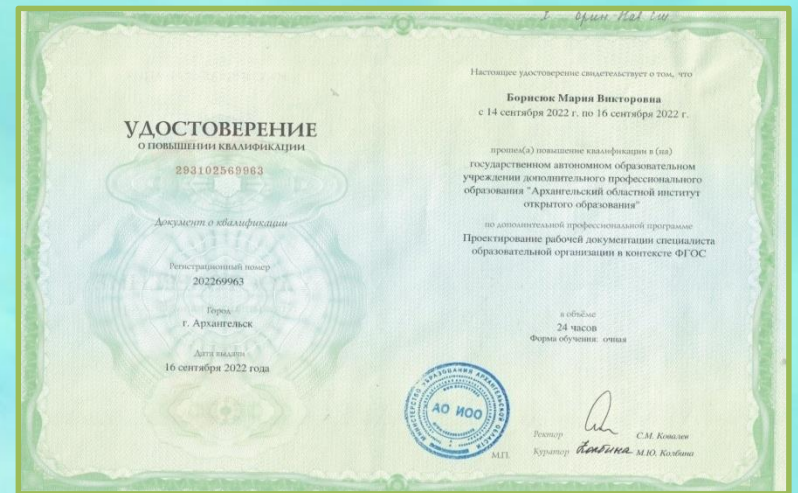 УДОСТОВЕРЕНИЕ
О ПОВЫШЕНИИ КВАЛИФИКАЦИИ
293102569963
Документ о квалификации
Регистрационный номер
202269963
Город
г. Архангельск
Дата выдачи
16 сентября 2022 года
Настоящее удостоверение свидетельствует о том, что
Борисюк Мария Викторовна
с 14 сентября 2022 г. по 16 сентября 2022 г.
прошел(а) повышение квалификации в (на)
государственном автономном образовательном
учреждении дополнительного профессионального
образования "Архангельский областной институт
открытого образования"
по дополнительной профессиональной программе
Проектирование рабочей документации специалиста
образовательной организации в контексте ФГОС
в объёме
24 часов
Форма обучения: очная
АО ИОО
М.П.
Ректор С.М. Ковалев
Куратор Колбина М.Ю. Колбина